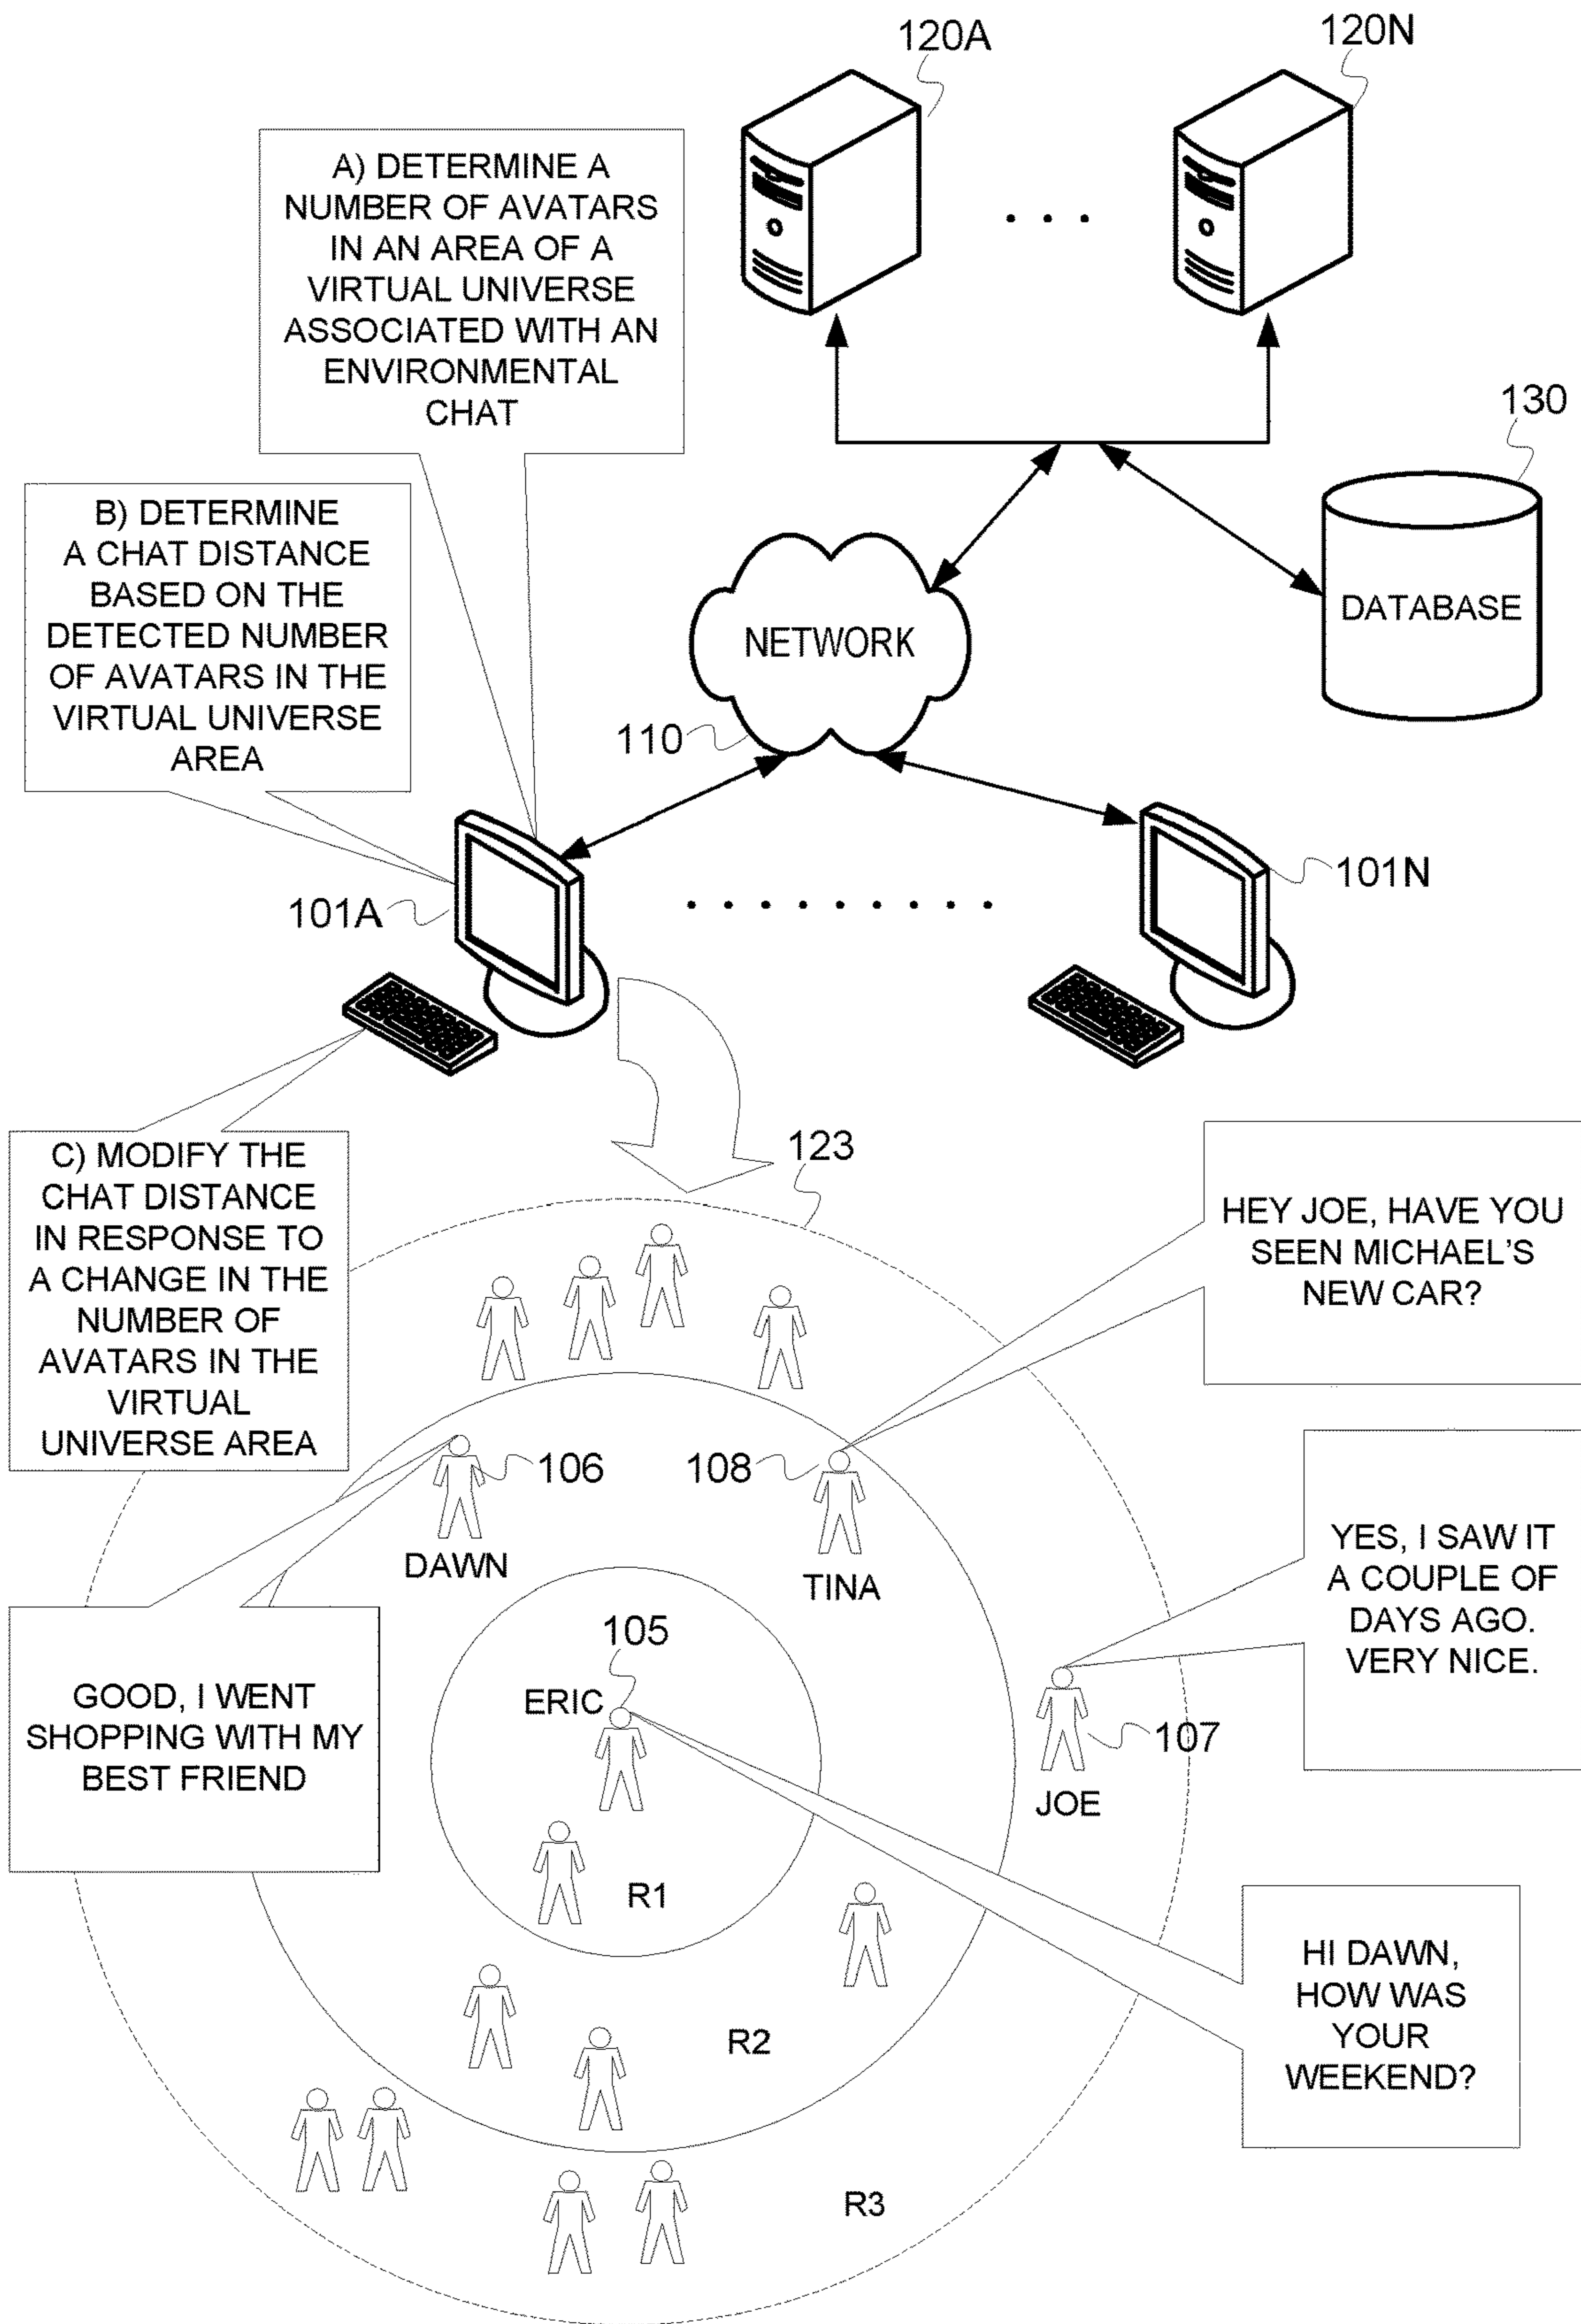 120A
120N
A) DETERMINE A
NUMBER OF AVATARS
IN AN AREA OF A
VIRTUAL UNIVERSE
ASSOCIATED WITH AN
ENVIRONMENTAL
CHAT
130
B) DETERMINE
A CHAT DISTANCE
BASED ON THE
DETECTED NUMBER
OF AVATARS IN THE
VIRTUAL UNIVERSE
AREA
NETWORK
DATABASE
110
101A
101N
C) MODIFY THE
CHAT DISTANCE
IN RESPONSE TO
A CHANGE IN THE
NUMBER OF
AVATARS IN THE
VIRTUAL
UNIVERSE AREA
123
HEY JOE, HAVE YOU
SEEN MICHAEL'S
NEW CAR?
106
108
DAWN
TINA
YES, I SAW IT
A COUPLE OF
DAYS AGO.
VERY NICE.
105
ERIC
GOOD, I WENT
SHOPPING WITH MY
BEST FRIEND
107
JOE
R1
HI DAWN,
HOW WAS
YOUR
WEEKEND?
R2
R3